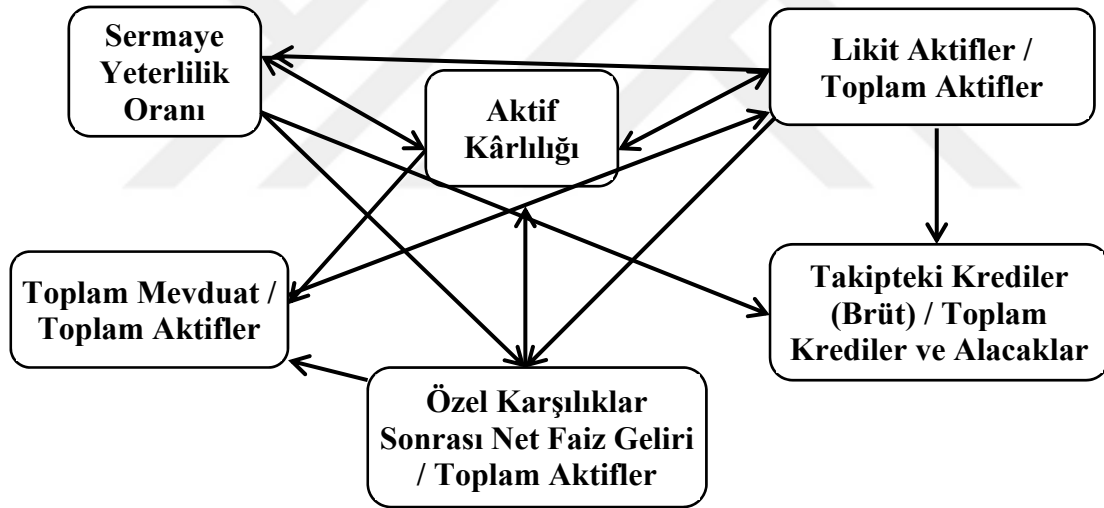 Sermaye
Yeterlilik
Oranı
Aktif
Kârlılığı
Likit Aktifler /
Toplam Aktifler
Toplam Mevduat /
Toplam Aktifler
Takipteki Krediler
(Brüt) / Toplam
Krediler ve Alacaklar
Özel Karşılıklar
Sonrası Net Faiz Geliri
/ Toplam Aktifler